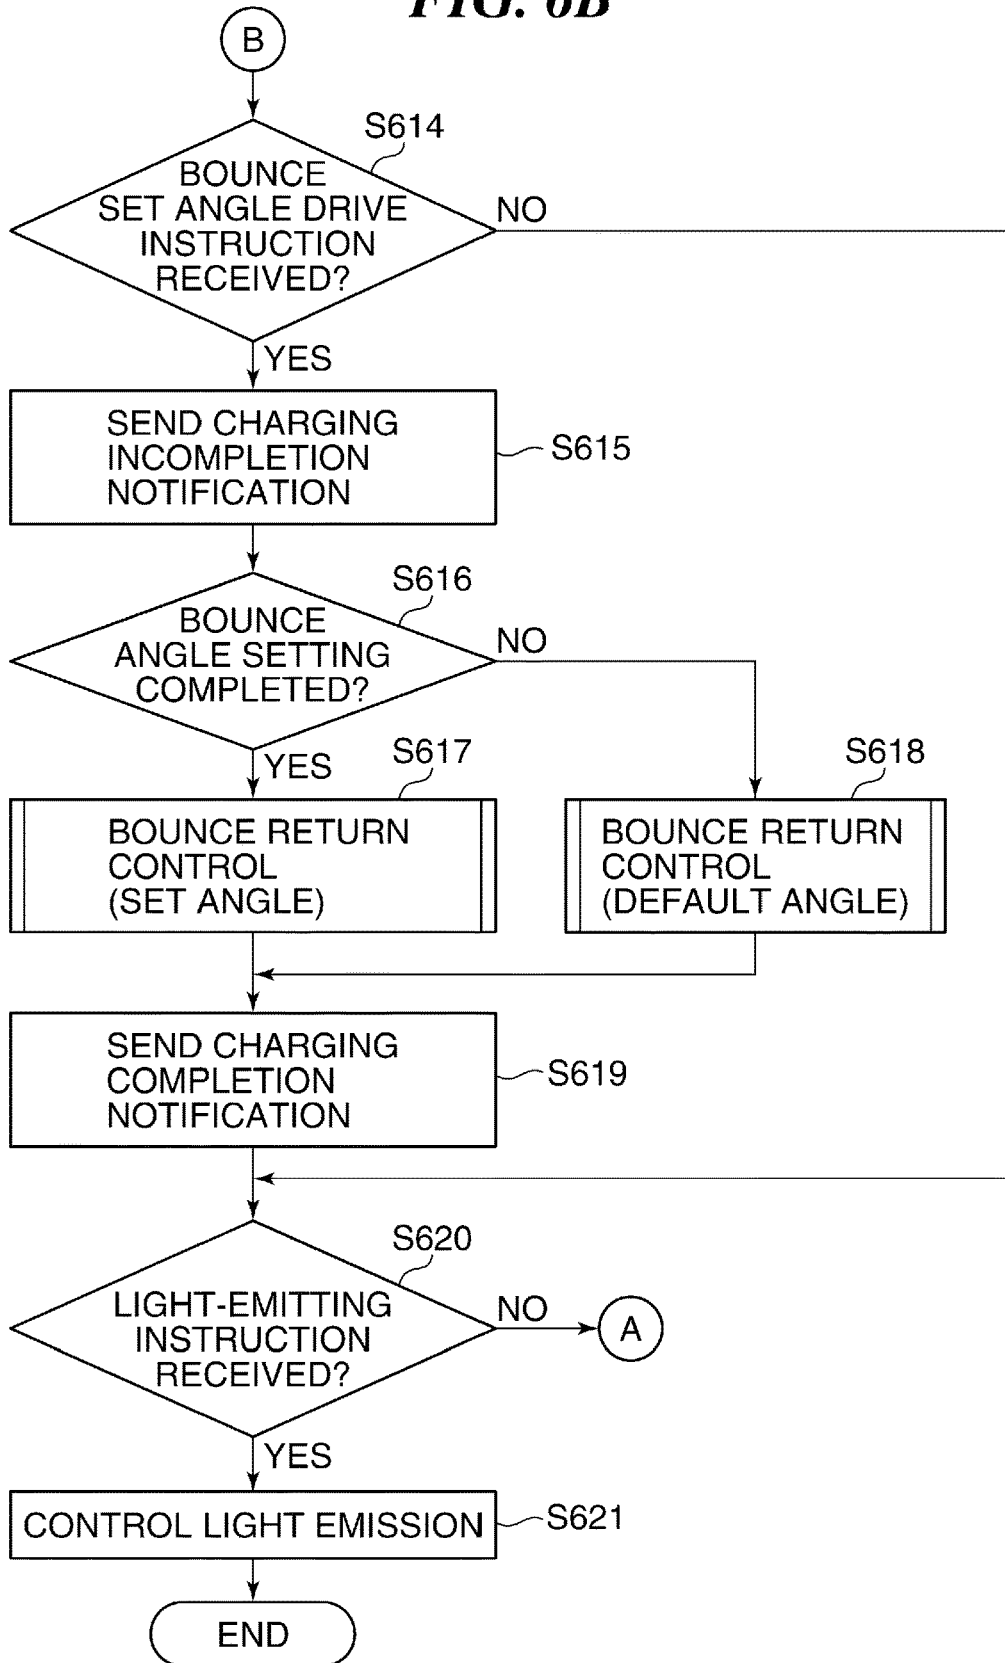 FIG. 6B
B
S614
BOUNCE
SET ANGLE DRIVE
INSTRUCTION
RECEIVED?
NO
YES
SEND CHARGING
INCOMPLETION
NOTIFICATION
S615
S616
BOUNCE
ANGLE SETTING
COMPLETED?
NO
YES
S617
BOUNCE RETURN
CONTROL
(SET ANGLE)
S618
BOUNCE RETURN
CONTROL
(DEFAULT ANGLE)
SEND CHARGING
COMPLETION
NOTIFICATION
S619
S620
LIGHT-EMITTING
INSTRUCTION
RECEIVED?
NO
A
YES
CONTROL LIGHT EMISSION
S621
END